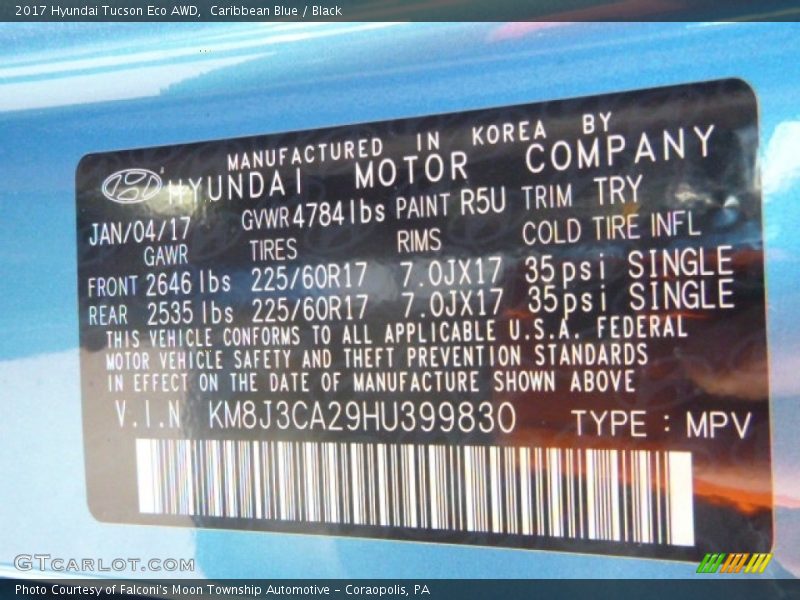 2017 Hyundai Tucson Eco AWD, Caribbean Blue / Black
MANUFACTURED IN KOREA BY
HYUNDAI MOTOR COMPANY
JAN/04/17 GVWR 4784lbs PAINT R5U TRIM TRY
GAWR TIRES RIMS COLD TIRE INFL
FRONT 2646 lbs 225/60R17 7.0JX17 35psi SINGLE
REAR 2535 lbs 225/60R17 7.0JX17 35psi SINGLE
THIS VEHICLE CONFORMS TO ALL APPLICABLE U.S.A. FEDERAL
MOTOR VEHICLE SAFETY AND THEFT PREVENTION STANDARDS
IN EFFECT ON THE DATE OF MANUFACTURE SHOWN ABOVE
V.I.N KM8J3CA29HU399830 TYPE : MPV
GTCARLOT.COM
Photo Courtesy of Falconi's Moon Township Automotive - Coraopolis, PA